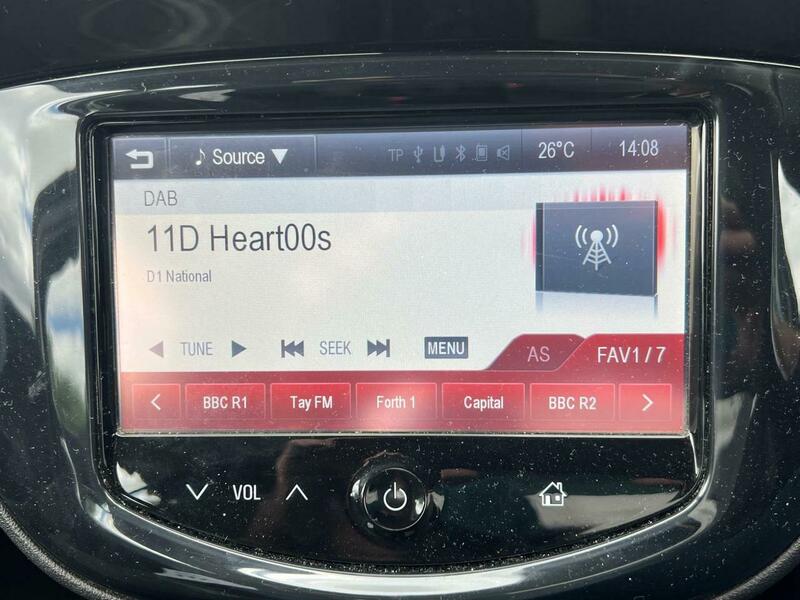 Source TP 26°C 14:08
DAB
11D Heart00s
D1 National
TUNE SEEK MENU AS FAV1 / 7
BBC R1 Tay FM Forth 1 Capital BBC R2
VOL